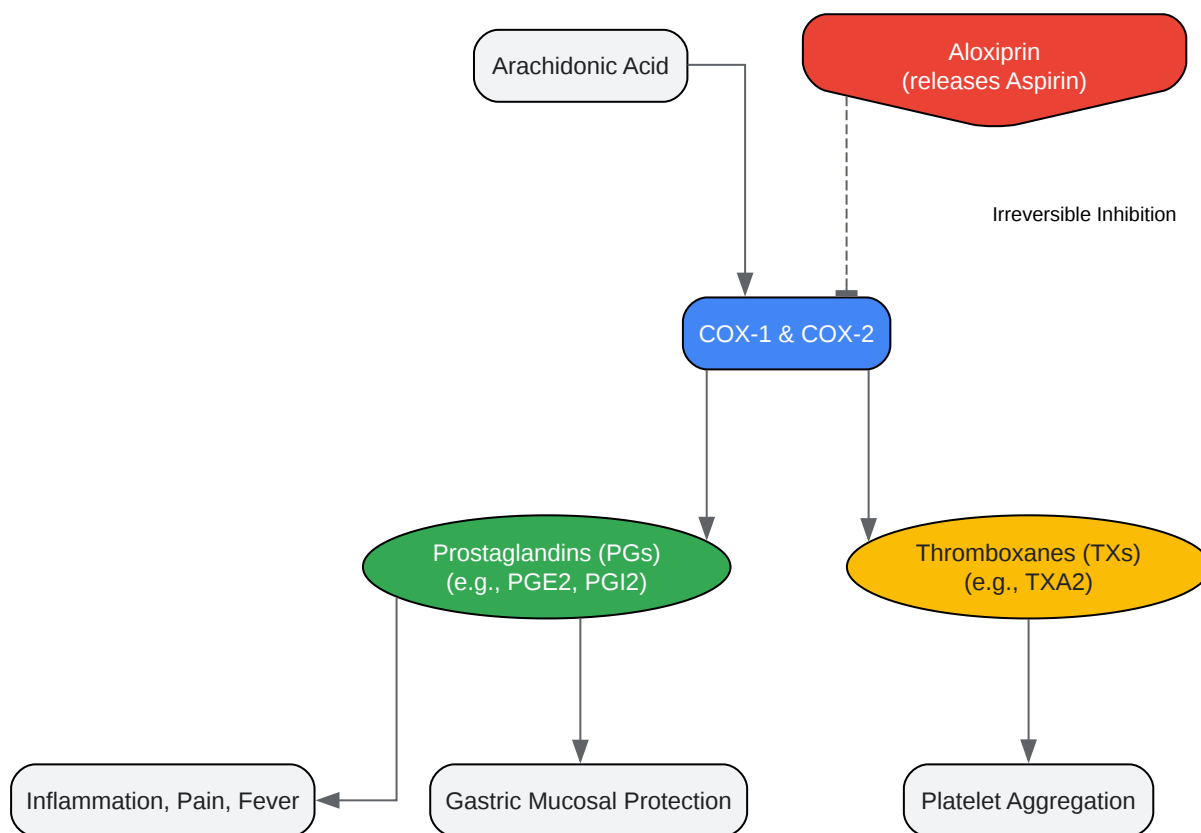 Arachidonic Acid
Aloxiprin
(releases Aspirin)
Irreversible Inhibition
COX-1 & COX-2
Prostaglandins (PGs)
(e.g., PGE2, PGI2)
Thromboxanes (TXs)
(e.g., TXA2)
Inflammation, Pain, Fever
Gastric Mucosal Protection
Platelet Aggregation